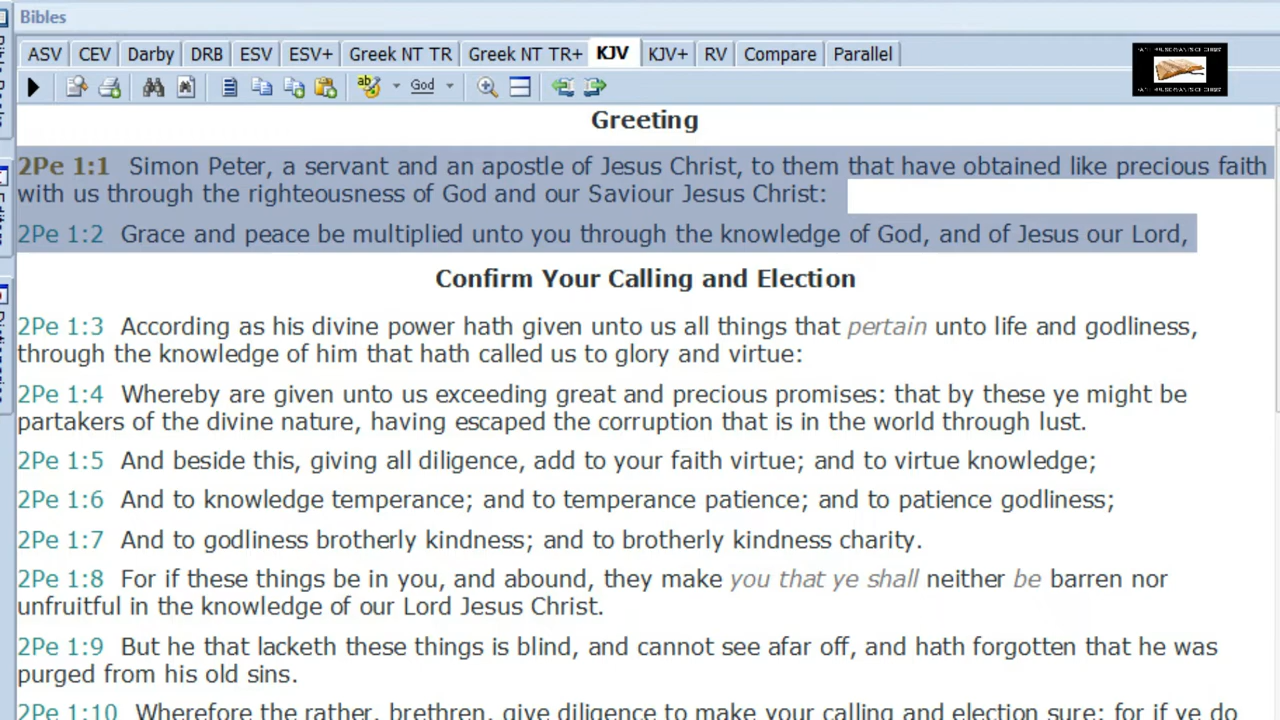 Bibles
ASV CEV Darby DRB ESV ESV+ Greek NT TR Greek NT TR+ KJV KJV+ RV Compare Parallel
God
Greeting
2Pe 1:1 Simon Peter, a servant and an apostle of Jesus Christ, to them that have obtained like precious faith
with us through the righteousness of God and our Saviour Jesus Christ:
2Pe 1:2 Grace and peace be multiplied unto you through the knowledge of God, and of Jesus our Lord,
Confirm Your Calling and Election
2Pe 1:3 According as his divine power hath given unto us all things that pertain unto life and godliness,
through the knowledge of him that hath called us to glory and virtue:
2Pe 1:4 Whereby are given unto us exceeding great and precious promises: that by these ye might be
partakers of the divine nature, having escaped the corruption that is in the world through lust.
2Pe 1:5 And beside this, giving all diligence, add to your faith virtue; and to virtue knowledge;
2Pe 1:6 And to knowledge temperance; and to temperance patience; and to patience godliness;
2Pe 1:7 And to godliness brotherly kindness; and to brotherly kindness charity.
2Pe 1:8 For if these things be in you, and abound, they make you that ye shall neither be barren nor
unfruitful in the knowledge of our Lord Jesus Christ.
2Pe 1:9 But he that lacketh these things is blind, and cannot see afar off, and hath forgotten that he was
purged from his old sins.
2Pe 1:10 Wherefore the rather, brethren, give diligence to make your calling and election sure: for if ye do